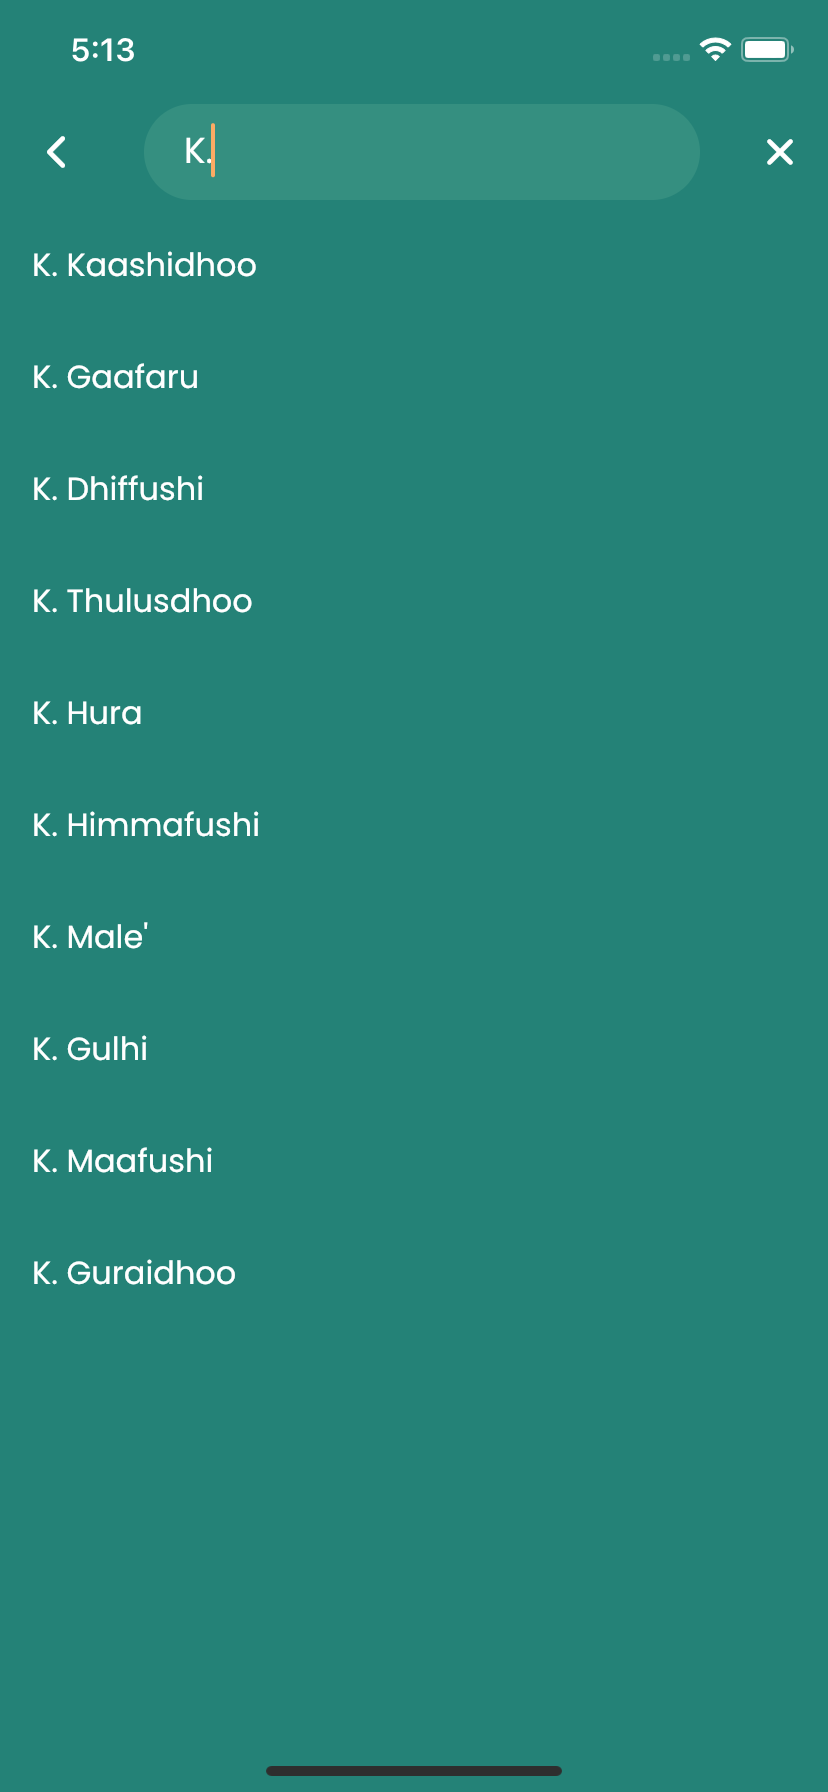 5:13
K.
K. Kaashidhoo
K. Gaafaru
K. Dhiffushi
K. Thulusdhoo
K. Hura
K. Himmafushi
K. Male'
K. Gulhi
K. Maafushi
K. Guraidhoo